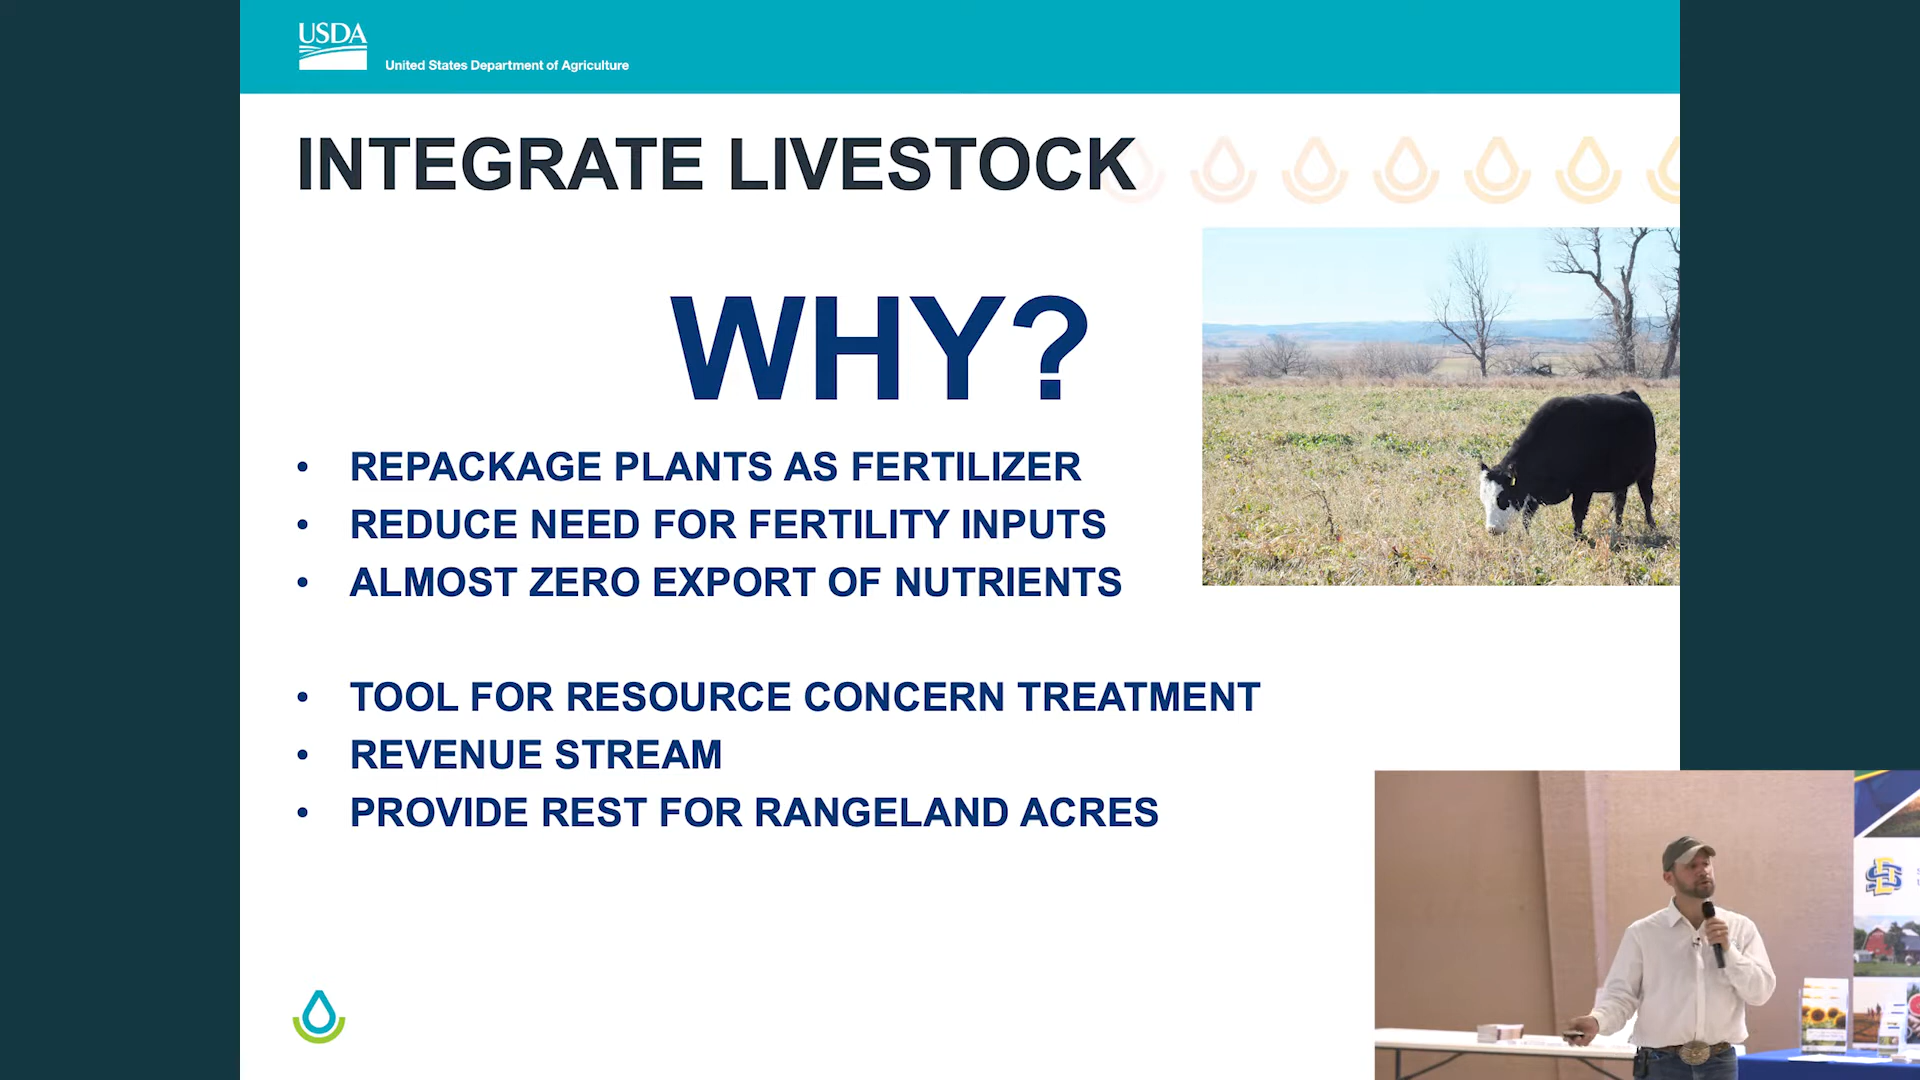 USDA
United States Department of Agriculture
INTEGRATE LIVESTOCK
WHY?
• REPACKAGE PLANTS AS FERTILIZER
• REDUCE NEED FOR FERTILITY INPUTS
• ALMOST ZERO EXPORT OF NUTRIENTS
• TOOL FOR RESOURCE CONCERN TREATMENT
• REVENUE STREAM
• PROVIDE REST FOR RANGELAND ACRES